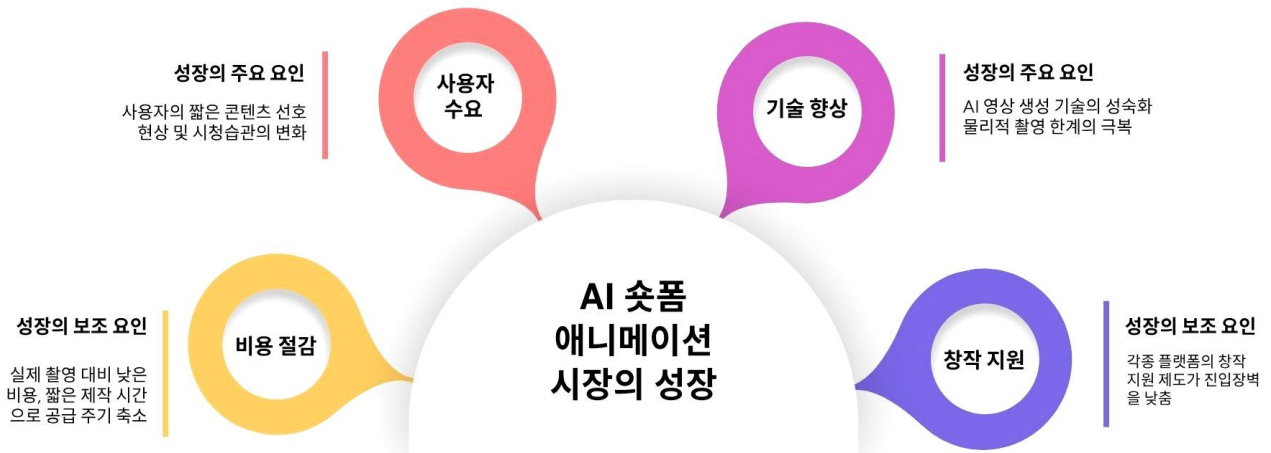 성장의 주요 요인
사용자의 짧은 콘텐츠 선호
현상 및 시청습관의 변화
사용자
수요
기술 향상
성장의 주요 요인
AI 영상 생성 기술의 성숙화
물리적 촬영 한계의 극복
성장의 보조 요인
실제 촬영 대비 낮은
비용, 짧은 제작 시간
으로 공급 주기 축소
비용 절감
AI 숏폼
애니메이션
시장의 성장
창작 지원
성장의 보조 요인
각종 플랫폼의 창작
지원 제도가 진입장벽
을 낮춤